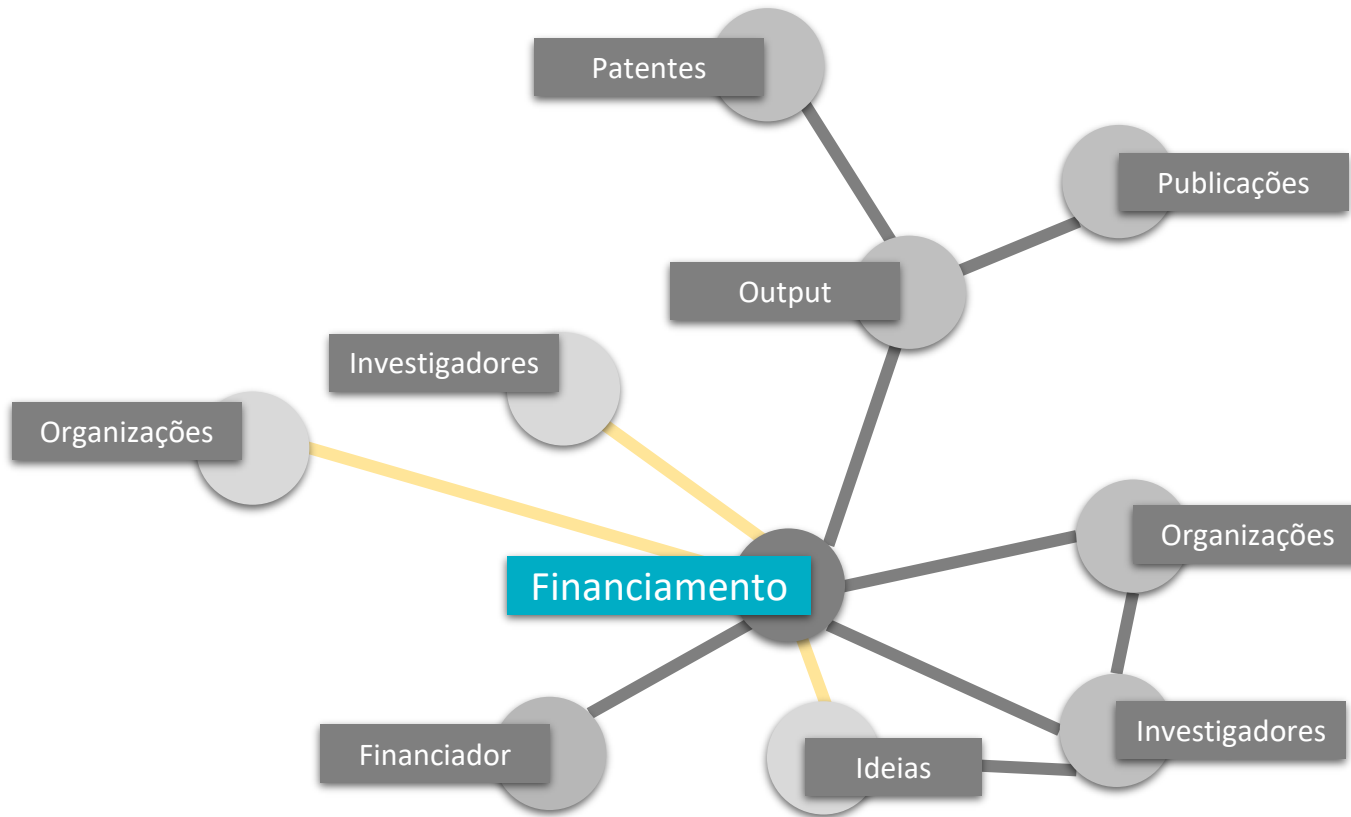 Patentes
Publicações
Output
Investigadores
Organizações
Organizações
Financiamento
Investigadores
Financiador
Ideias